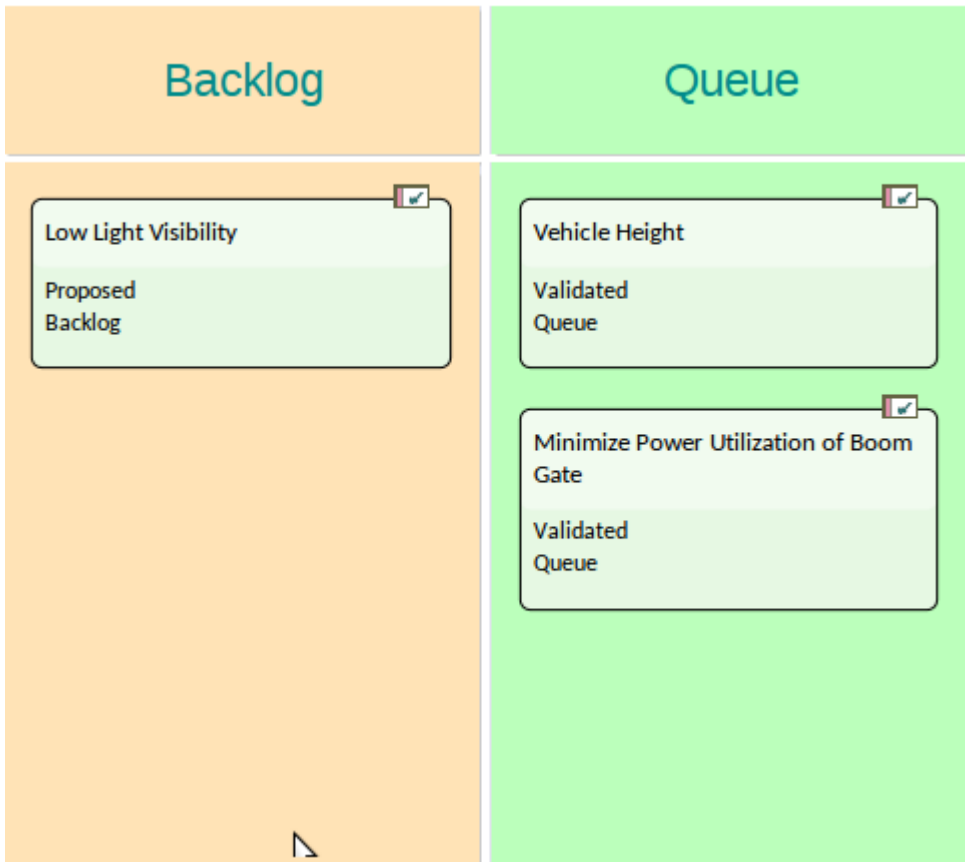 Backlog
Queue
Low Light Visibility
Proposed
Backlog
Vehicle Height
Validated
Queue
Minimize Power Utilization of Boom
Gate
Validated
Queue